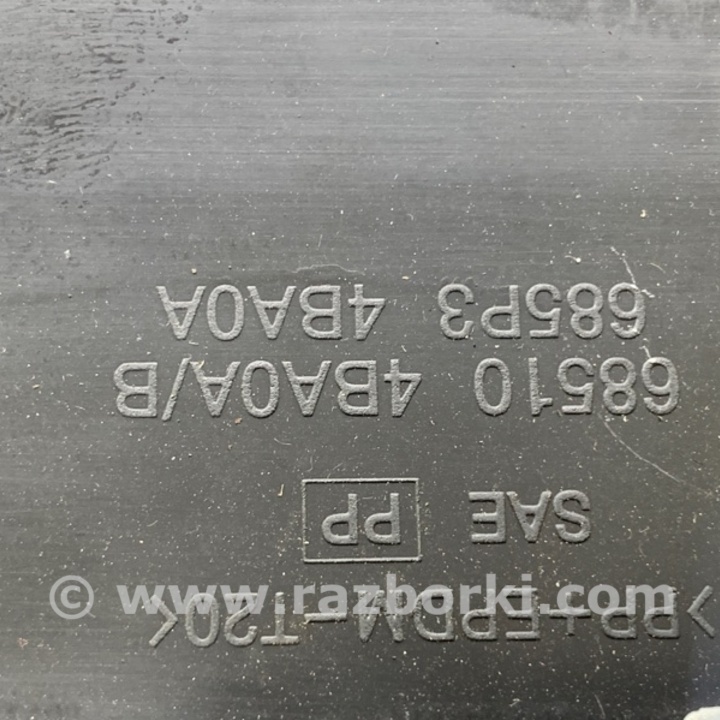 >PP+EPDM-T20<
SAE PP
68510 4BA0A/B
685P3 4BA0A
© www.razborki.com